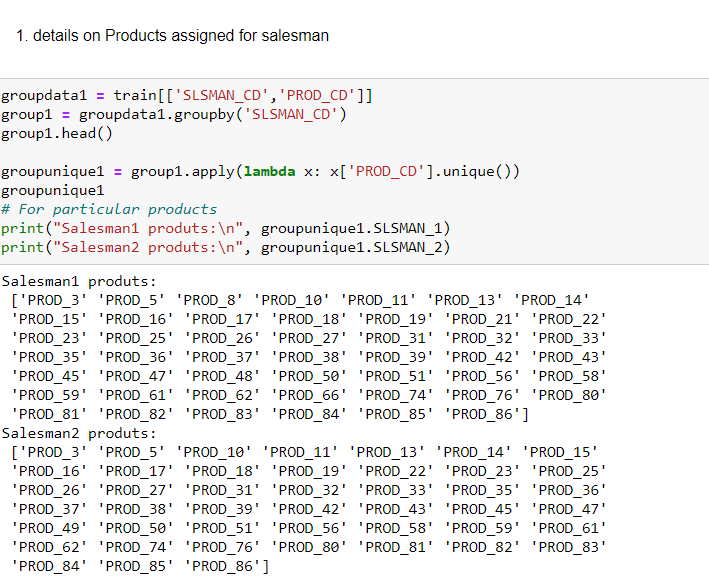 1. details on Products assigned for salesman
groupdata1 = train[['SLSMAN_CD','PROD_CD']]
group1 = groupdata1.groupby('SLSMAN_CD')
group1.head()
groupunique1 = group1.apply(lambda x: x['PROD_CD'].unique())
groupunique1
# For particular products
print("Salesman1 produts:\n", groupunique1.SLSMAN_1)
print("Salesman2 produts:\n", groupunique1.SLSMAN_2)
Salesman1 produts:
['PROD_3' 'PROD_5' 'PROD_8' 'PROD_10' 'PROD_11' 'PROD_13' 'PROD_14'
'PROD_15' 'PROD_16' 'PROD_17' 'PROD_18' 'PROD_19' 'PROD_21' 'PROD_22'
'PROD_23' 'PROD_25' 'PROD_26' 'PROD_27' 'PROD_31' 'PROD_32' 'PROD_33'
'PROD_35' 'PROD_36' 'PROD_37' 'PROD_38' 'PROD_39' 'PROD_42' 'PROD_43'
'PROD_45' 'PROD_47' 'PROD_48' 'PROD_50' 'PROD_51' 'PROD_56' 'PROD_58'
'PROD_59' 'PROD_61' 'PROD_62' 'PROD_66' 'PROD_74' 'PROD_76' 'PROD_80'
'PROD_81' 'PROD_82' 'PROD_83' 'PROD_84' 'PROD_85' 'PROD_86']
Salesman2 produts:
['PROD_3' 'PROD_5' 'PROD_10' 'PROD_11' 'PROD_13' 'PROD_14' 'PROD_15'
'PROD_16' 'PROD_17' 'PROD_18' 'PROD_19' 'PROD_22' 'PROD_23' 'PROD_25'
'PROD_26' 'PROD_27' 'PROD_31' 'PROD_32' 'PROD_33' 'PROD_35' 'PROD_36'
'PROD_37' 'PROD_38' 'PROD_39' 'PROD_42' 'PROD_43' 'PROD_45' 'PROD_47'
'PROD_49' 'PROD_50' 'PROD_51' 'PROD_56' 'PROD_58' 'PROD_59' 'PROD_61'
'PROD_62' 'PROD_74' 'PROD_76' 'PROD_80' 'PROD_81' 'PROD_82' 'PROD_83'
'PROD_84' 'PROD_85' 'PROD_86']